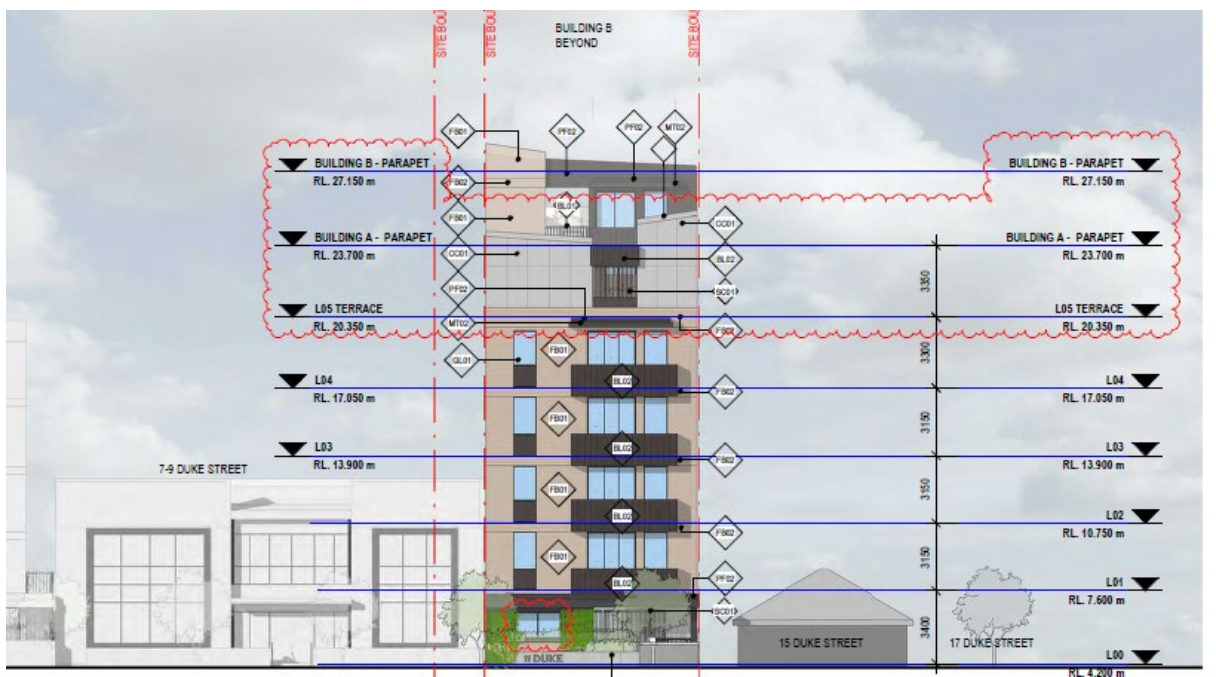 BUILDING B
BEYOND
SITE BOU
SITE BOU
SITE BOU
FB01
PF02
PF02
MT02
BUILDING B - PARAPET
RL. 27.150 m
BUILDING B - PARAPET
RL. 27.150 m
FB02
FB01
BL01
CC01
BUILDING A - PARAPET
RL. 23.700 m
BUILDING A - PARAPET
RL. 23.700 m
CC01
BL02
PF02
SC01
3350
L05 TERRACE
RL. 20.350 m
L05 TERRACE
RL. 20.350 m
MT02
FB02
GL01
FB01
3300
L04
RL. 17.050 m
BL02
FB02
L04
RL. 17.050 m
FB01
3150
L03
RL. 13.900 m
BL02
FB02
L03
RL. 13.900 m
7-9 DUKE STREET
FB01
3150
BL02
FB02
L02
RL. 10.750 m
FB01
3150
BL02
PF02
L01
RL. 7.600 m
SC01
3400
11 DUKE
15 DUKE STREET
17 DUKE STREET
L00
RL. 4.200 m